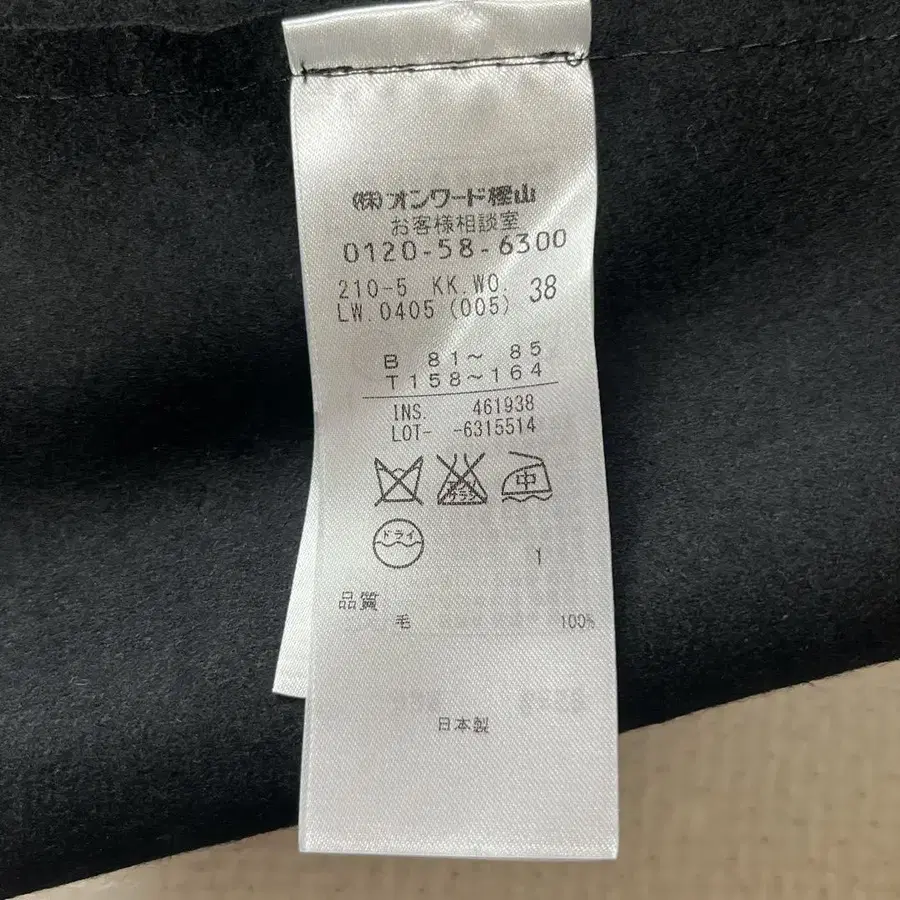 (株)オンワード樫山
お客様相談室
0120-58-6300
210-5 KK.WO. 38
LW.0405 (005)
B 81〜 85
T158〜164
INS. 461938
LOT- -6315514
中
ドライ
1
品質
毛 100%
日本製